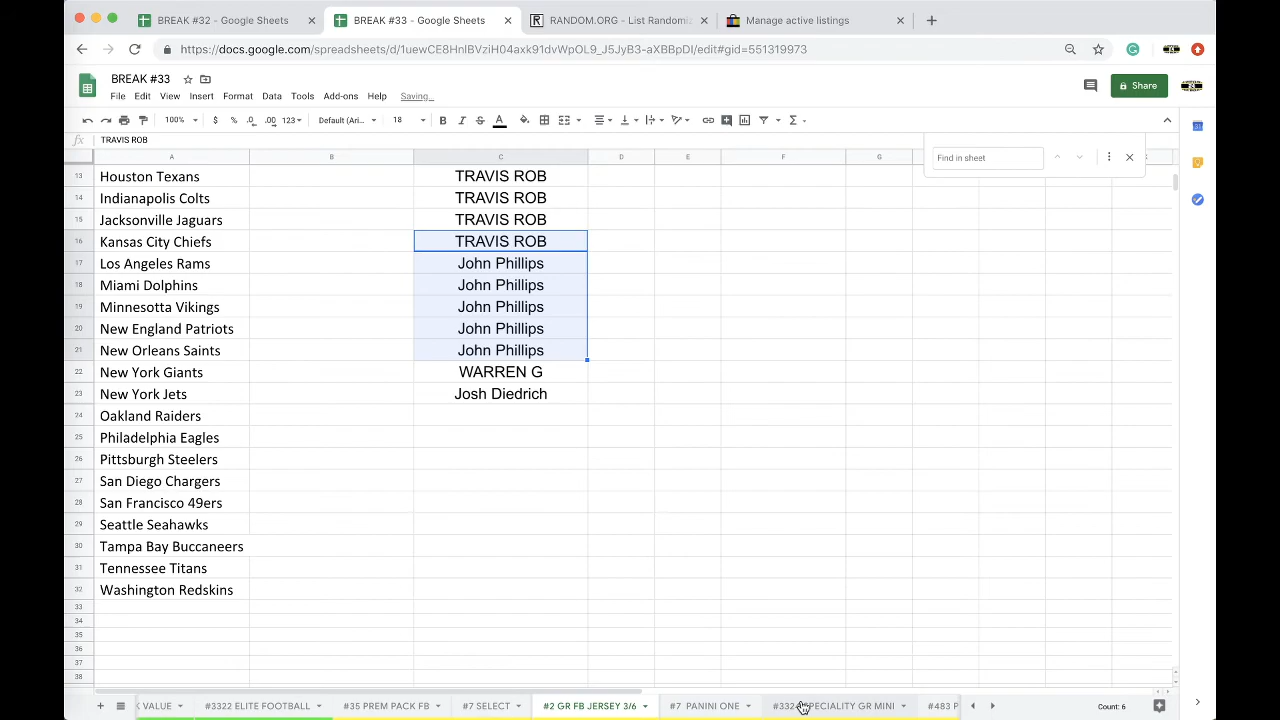 BREAK #32 - Google Sheets
BREAK #33 - Google Sheets
RANDOM.ORG - List Randomiz
Manage active listings
https://docs.google.com/spreadsheets/d/1uewCE8HnlBVziH04axk91dvWpOL9_J5JyB3-aXBBpDI/edit#gid=551319773
BREAK #33
File Edit View Insert Format Data Tools Add-ons Help Saving...
Share
100% $ % .0 .00 123 Default (Ari... 18 B I S A
fx TRAVIS ROB
Find in sheet
A B C D E F G
13 Houston Texans TRAVIS ROB
14 Indianapolis Colts TRAVIS ROB
15 Jacksonville Jaguars TRAVIS ROB
16 Kansas City Chiefs TRAVIS ROB
17 Los Angeles Rams John Phillips
18 Miami Dolphins John Phillips
19 Minnesotta Vikings John Phillips
20 New England Patriots John Phillips
21 New Orleans Saints John Phillips
22 New York Giants WARREN G
23 New York Jets Josh Diedrich
24 Oakland Raiders
25 Philadelphia Eagles
26 Pittsburgh Steelers
27 San Diego Chargers
28 San Francisco 49ers
29 Seattle Seahawks
30 Tampa Bay Buccaneers
31 Tennessee Titans
32 Washington Redskins
33
34
35
36
37
38
K VALUE #3322 ELITE FOOTBALL #35 PREM PACK FB #7 SELECT #2 GR FB JERSEY 3/6 #7 PANINI ONE #332 SPECIALITY GR MINI #483 P Count: 6